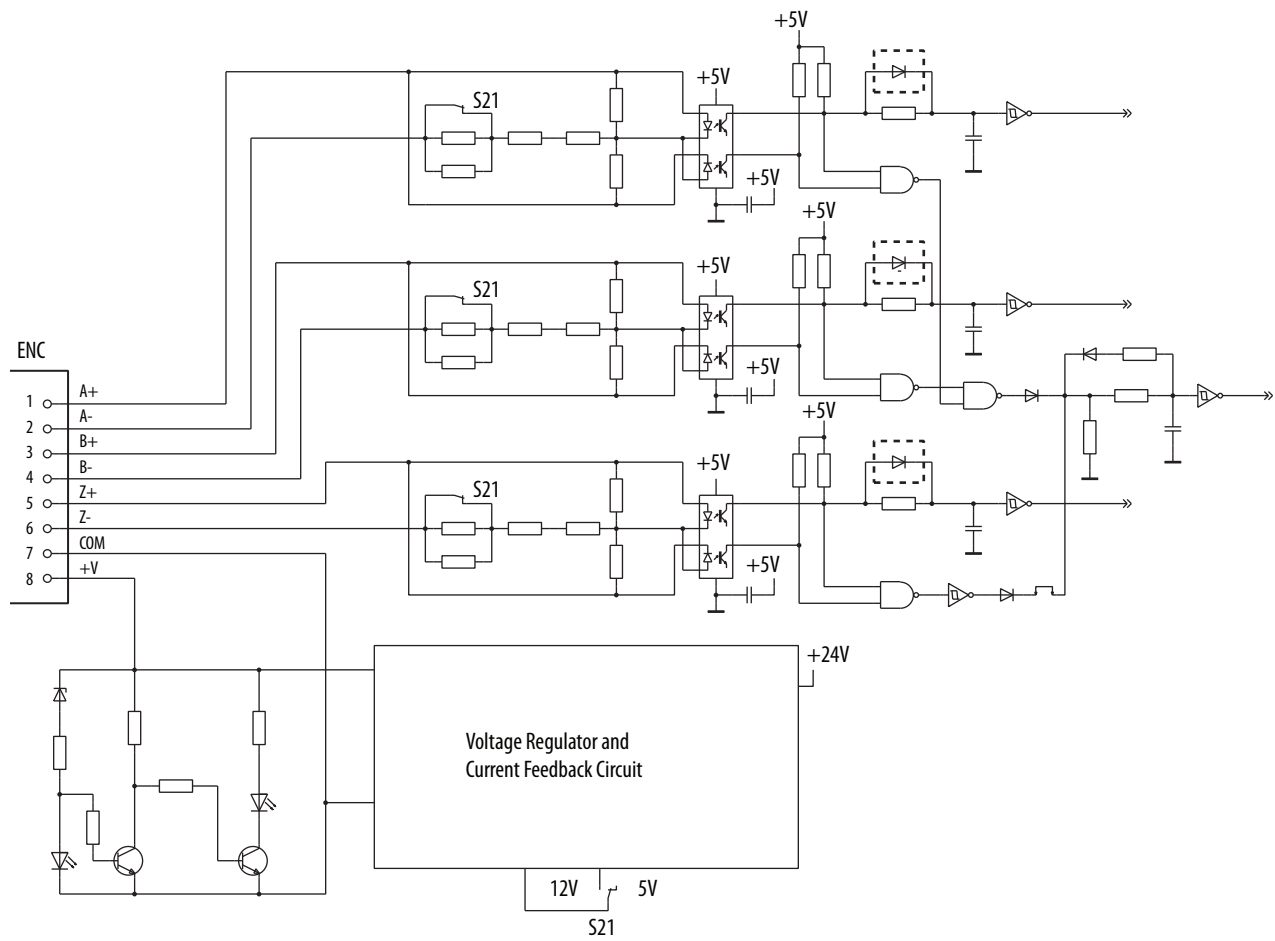 +5V
+5V
S21
+5V
+5V
+5V
S21
+5V
ENC
1 A+
2 A-
3 B+
4 B-
5 Z+
6 Z-
7 COM
8 +V
+5V
+5V
S21
+5V
+24V
Voltage Regulator and
Current Feedback Circuit
12V 5V
S21